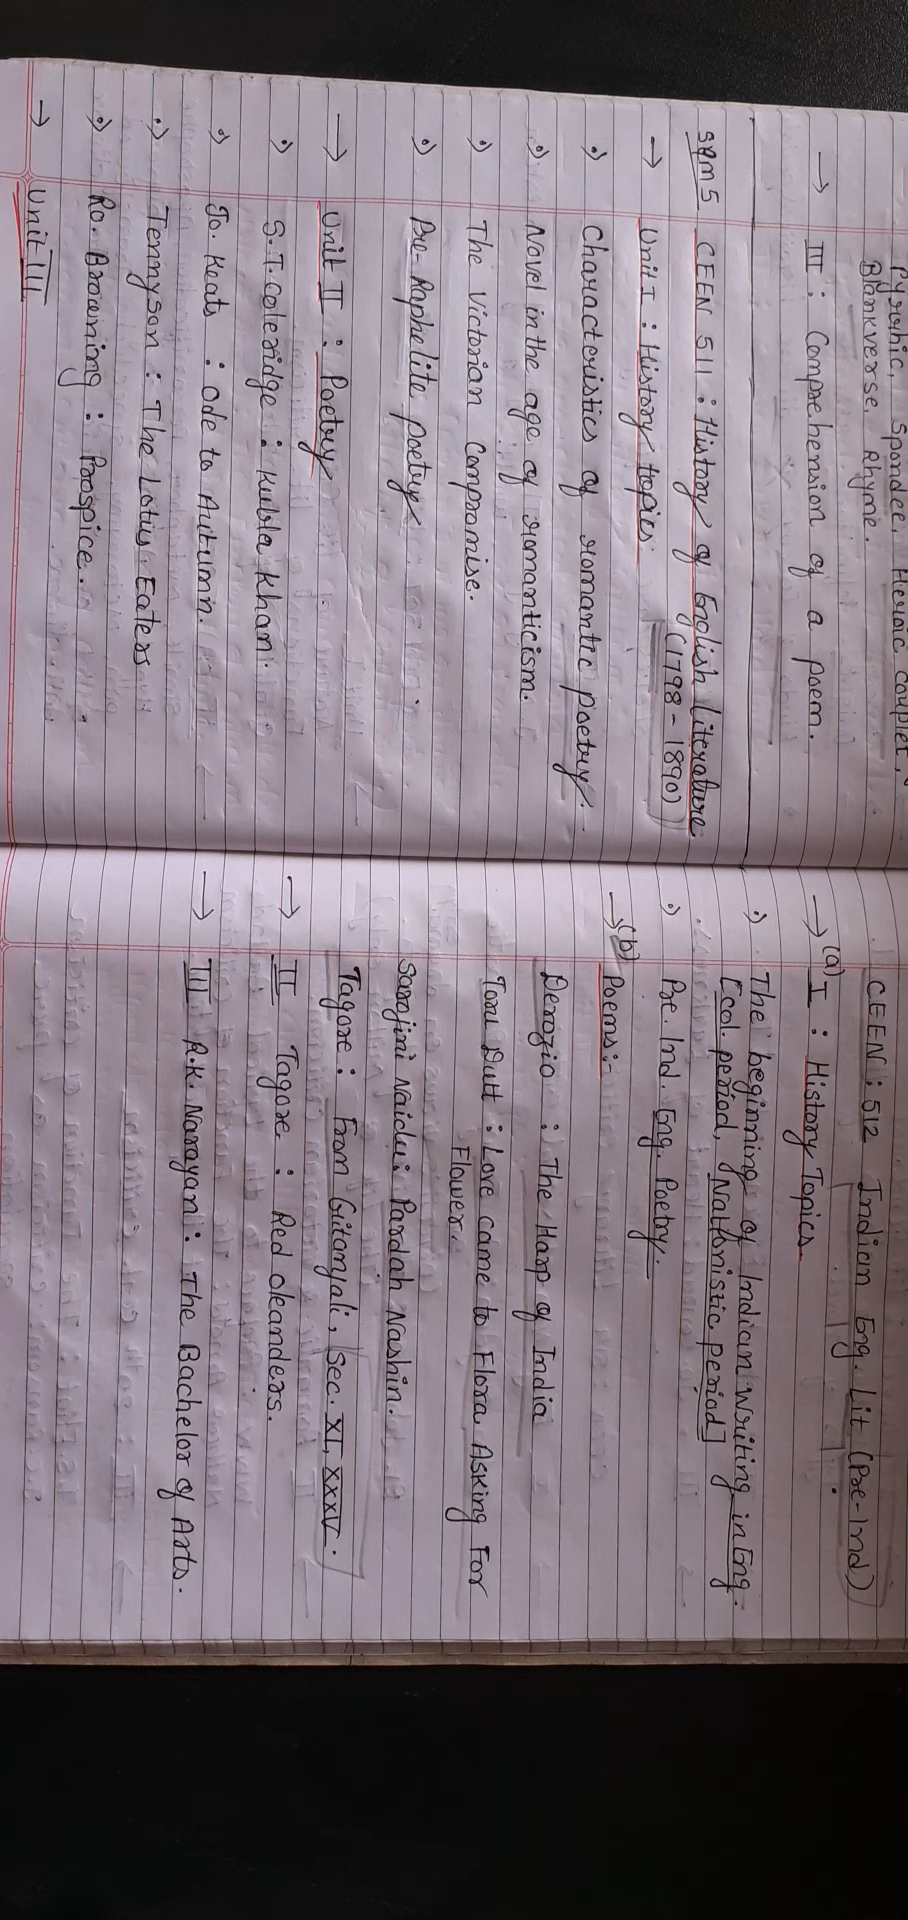 Pyrrhic, Spondee, Heroic couplet,
Blankverse, Rhyme.
→ III : Comprehension of a poem.
Sem 5 CEEN 511 : History of English Literature
(1798 - 1890)
→ Unit I : History topics
Characteristics of romantic poetry.
Novel in the age of romanticism.
The Victorian Compromise.
Pre-Raphelite poetry
→ Unit II : Poetry
S.T. Coleridge : Kubla Khan.
Jo. Keats : Ode to Autumn.
Tennyson : The Lotus Eaters
Ro. Browning : Prospice.
→ Unit III
CEEN : 512 Indian Eng. Lit (Pre-Ind)
→ (a) I : History Topics
The beginning of Indian Writing in Eng.
[Col. period, Nationistic period]
Pre. Ind. Eng. Poetry.
→ (b) Poems :-
Derozio : The Harp of India
Toru Dutt : Love came to Flora Asking For
Flower.
Sarojini Naidu : Pardah Nashin.
Tagore : From Gitanjali, Sec. XI, XXXV.
→ II Tagore : Red oleanders.
→ III R.K. Narayan : The Bachelor of Arts.